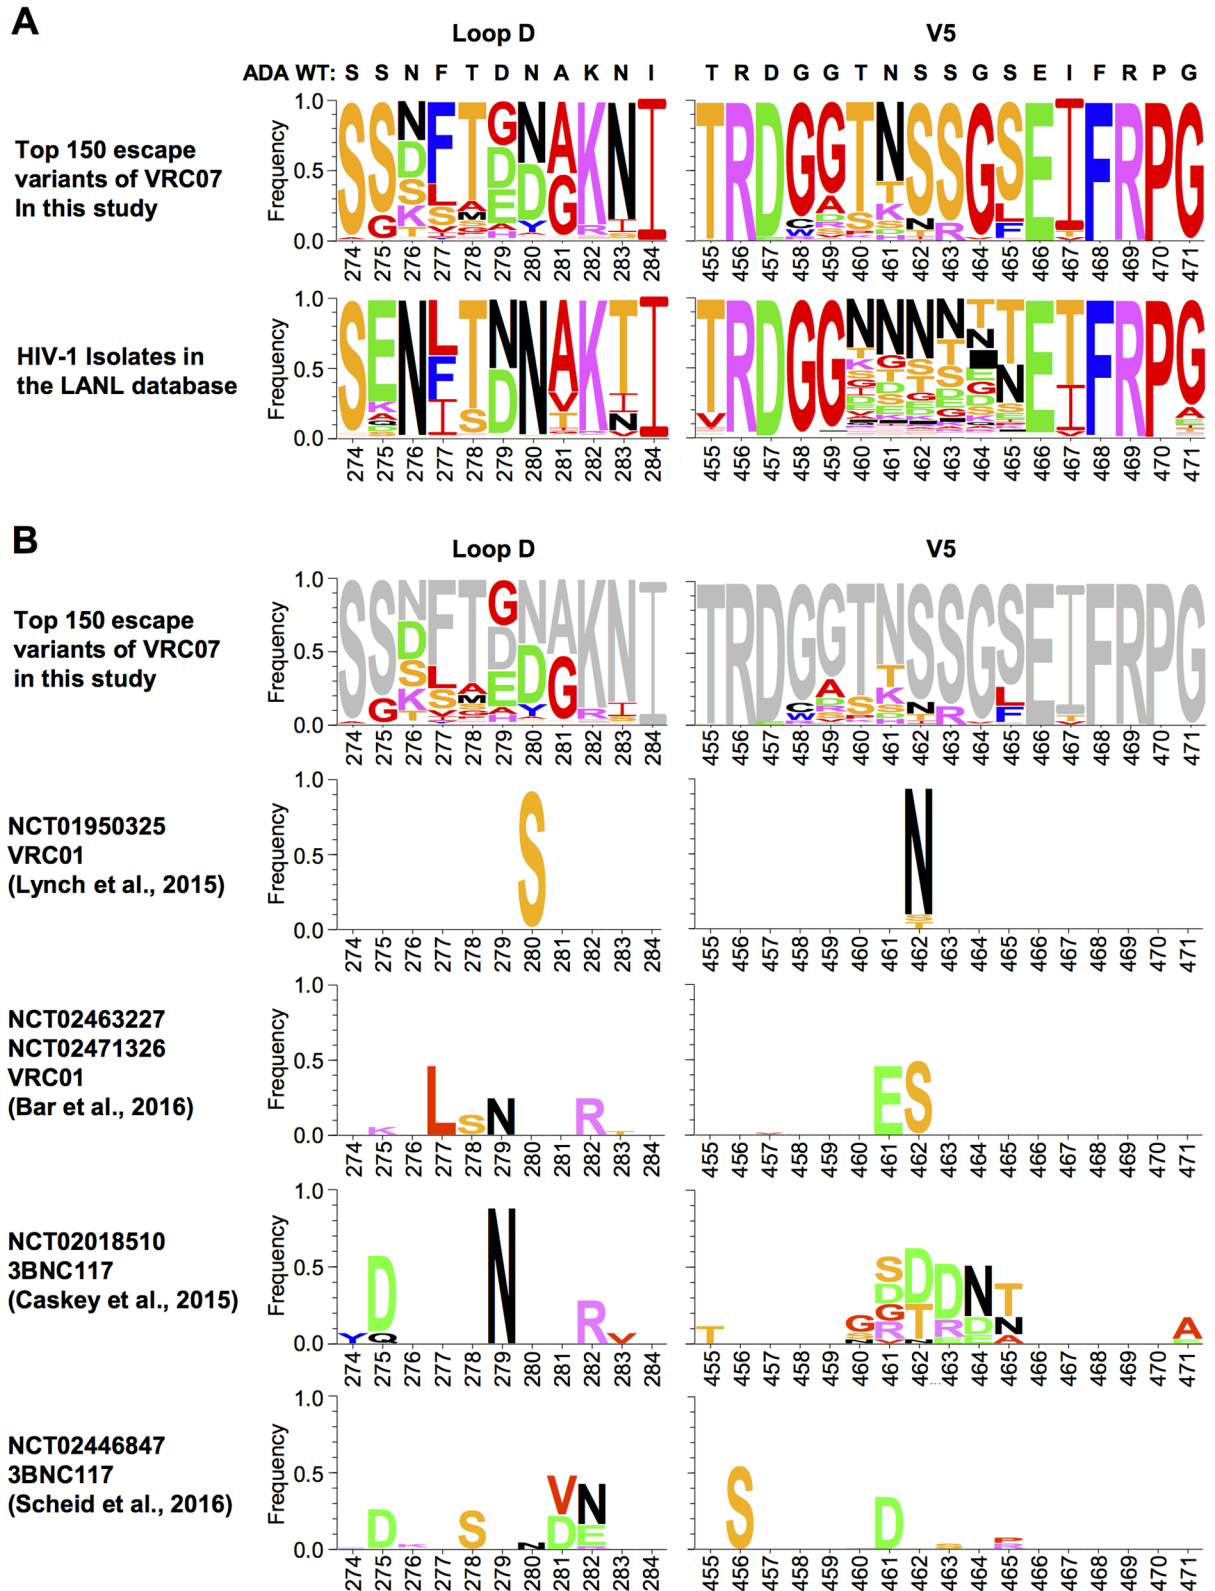 A
Loop D
V5
ADA WT: S S N F T D N A K N I
T R D G G T N S S G S E I F R P G
Top 150 escape
variants of VRC07
In this study
Frequency
1.0
0.5
0.0
274 275 276 277 278 279 280 281 282 283 284
455 456 457 458 459 460 461 462 463 464 465 466 467 468 469 470 471
HIV-1 Isolates in
the LANL database
Frequency
1.0
0.5
0.0
274 275 276 277 278 279 280 281 282 283 284
455 456 457 458 459 460 461 462 463 464 465 466 467 468 469 470 471
B
Loop D
V5
Top 150 escape
variants of VRC07
in this study
Frequency
1.0
0.5
0.0
274 275 276 277 278 279 280 281 282 283 284
455 456 457 458 459 460 461 462 463 464 465 466 467 468 469 470 471
NCT01950325
VRC01
(Lynch et al., 2015)
Frequency
1.0
0.5
0.0
S
N
274 275 276 277 278 279 280 281 282 283 284
455 456 457 458 459 460 461 462 463 464 465 466 467 468 469 470 471
NCT02463227
NCT02471326
VRC01
(Bar et al., 2016)
Frequency
1.0
0.5
0.0
K L S N R
E S
274 275 276 277 278 279 280 281 282 283 284
455 456 457 458 459 460 461 462 463 464 465 466 467 468 469 470 471
NCT02018510
3BNC117
(Caskey et al., 2015)
Frequency
1.0
0.5
0.0
274 275 276 277 278 279 280 281 282 283 284
455 456 457 458 459 460 461 462 463 464 465 466 467 468 469 470 471
NCT02446847
3BNC117
(Scheid et al., 2016)
Frequency
1.0
0.5
0.0
274 275 276 277 278 279 280 281 282 283 284
455 456 457 458 459 460 461 462 463 464 465 466 467 468 469 470 471